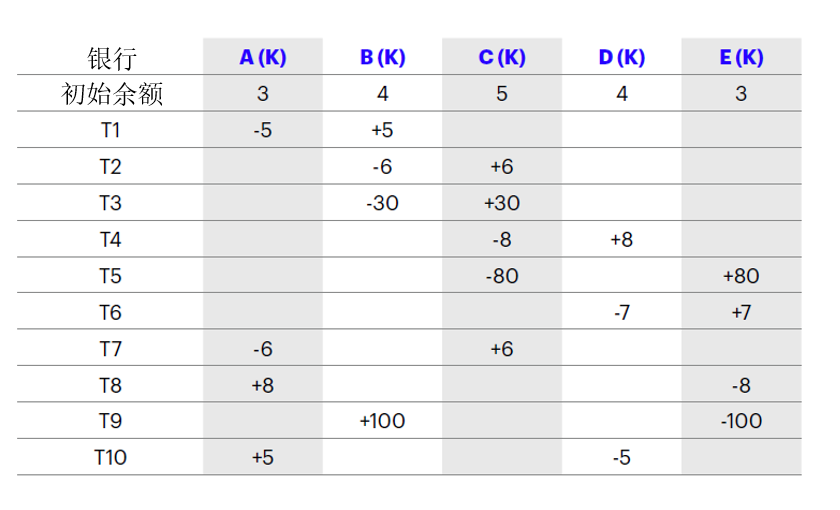 银行 A (K) B (K) C (K) D (K) E (K)
初始余额 3 4 5 4 3
T1 -5 +5
T2 -6 +6
T3 -30 +30
T4 -8 +8
T5 -80 +80
T6 -7 +7
T7 -6 +6
T8 +8 -8
T9 +100 -100
T10 +5 -5